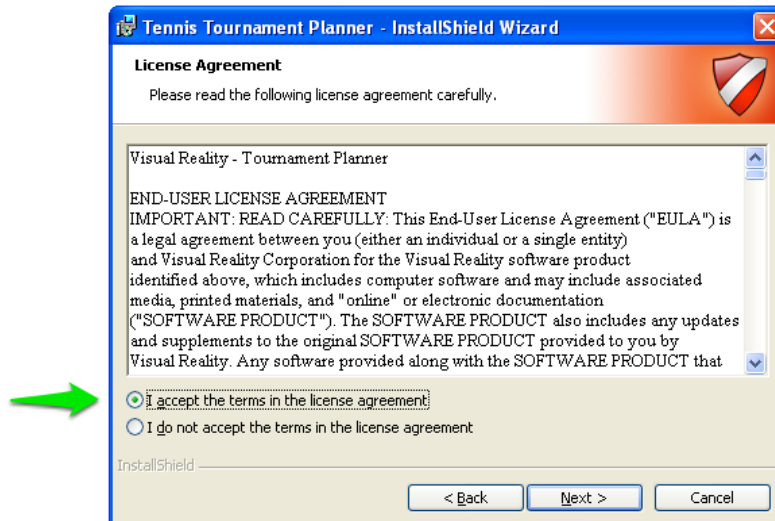 Tennis Tournament Planner - InstallShield Wizard
License Agreement
Please read the following license agreement carefully.
Visual Reality - Tournament Planner
END-USER LICENSE AGREEMENT
IMPORTANT: READ CAREFULLY: This End-User License Agreement ("EULA") is
a legal agreement between you (either an individual or a single entity)
and Visual Reality Corporation for the Visual Reality software product
identified above, which includes computer software and may include associated
media, printed materials, and "online" or electronic documentation
("SOFTWARE PRODUCT"). The SOFTWARE PRODUCT also includes any updates
and supplements to the original SOFTWARE PRODUCT provided to you by
Visual Reality. Any software provided along with the SOFTWARE PRODUCT that
I accept the terms in the license agreement
I do not accept the terms in the license agreement
InstallShield
< Back Next > Cancel